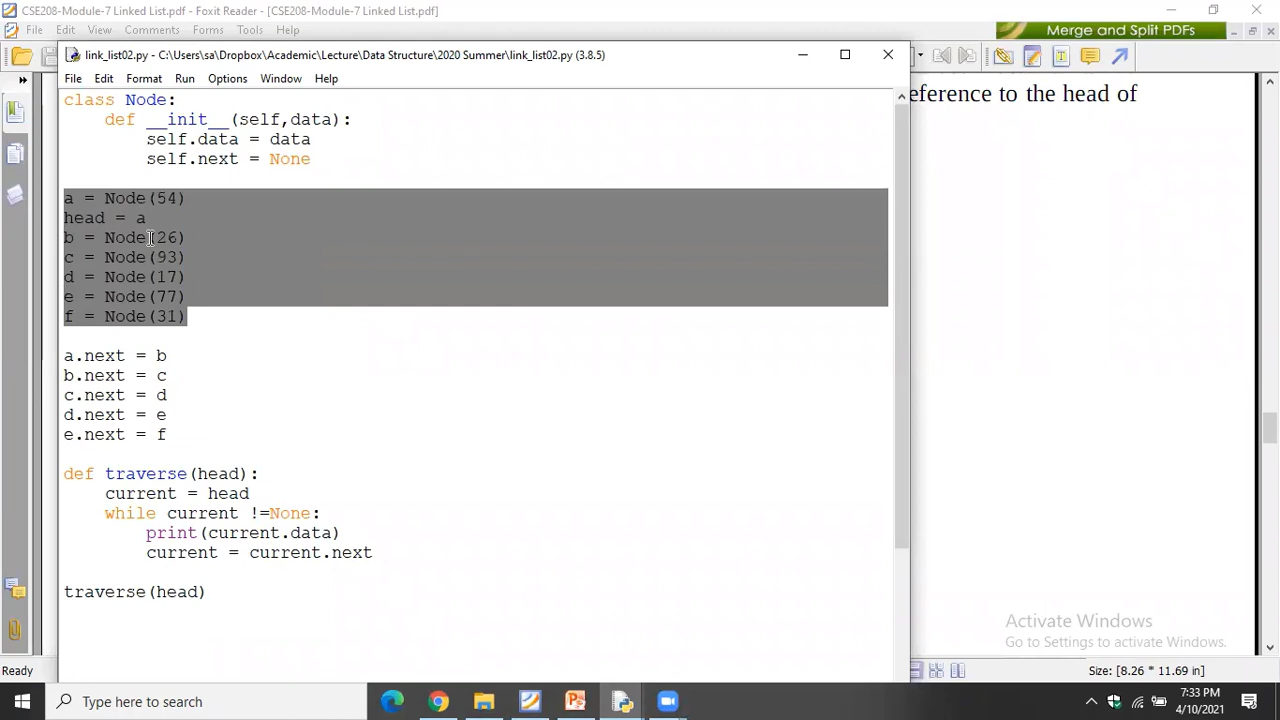 CSE208-Module-7 Linked List.pdf - Foxit Reader - [CSE208-Module-7 Linked List.pdf]
File Edit View Comments Forms Tools Window Help
Merge and Split PDFs
link_list02.py - C:\Users\sa\Dropbox\Academic\Lecture\Data Structure\2020 Summer\link_list02.py (3.8.5)
File Edit Format Run Options Window Help
eference to the head of
class Node:
def __init__(self,data):
self.data = data
self.next = None
a = Node(54)
head = a
b = Node(26)
c = Node(93)
d = Node(17)
e = Node(77)
f = Node(31)
a.next = b
b.next = c
c.next = d
d.next = e
e.next = f
def traverse(head):
current = head
while current !=None:
print(current.data)
current = current.next
traverse(head)
Activate Windows
Go to Settings to activate Windows.
Ready
Size: [8.26 * 11.69 in]
Type here to search
7:33 PM
4/10/2021